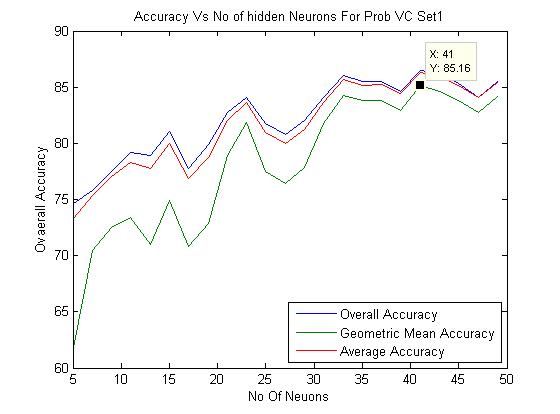 Accuracy Vs No of hidden Neurons For Prob VC Set1
90
85
80
75
70
65
60
Ovaerall Accuracy
X: 41
Y: 85.16
Overall Accuracy
Geometric Mean Accuracy
Average Accuracy
5 10 15 20 25 30 35 40 45 50
No Of Neuons